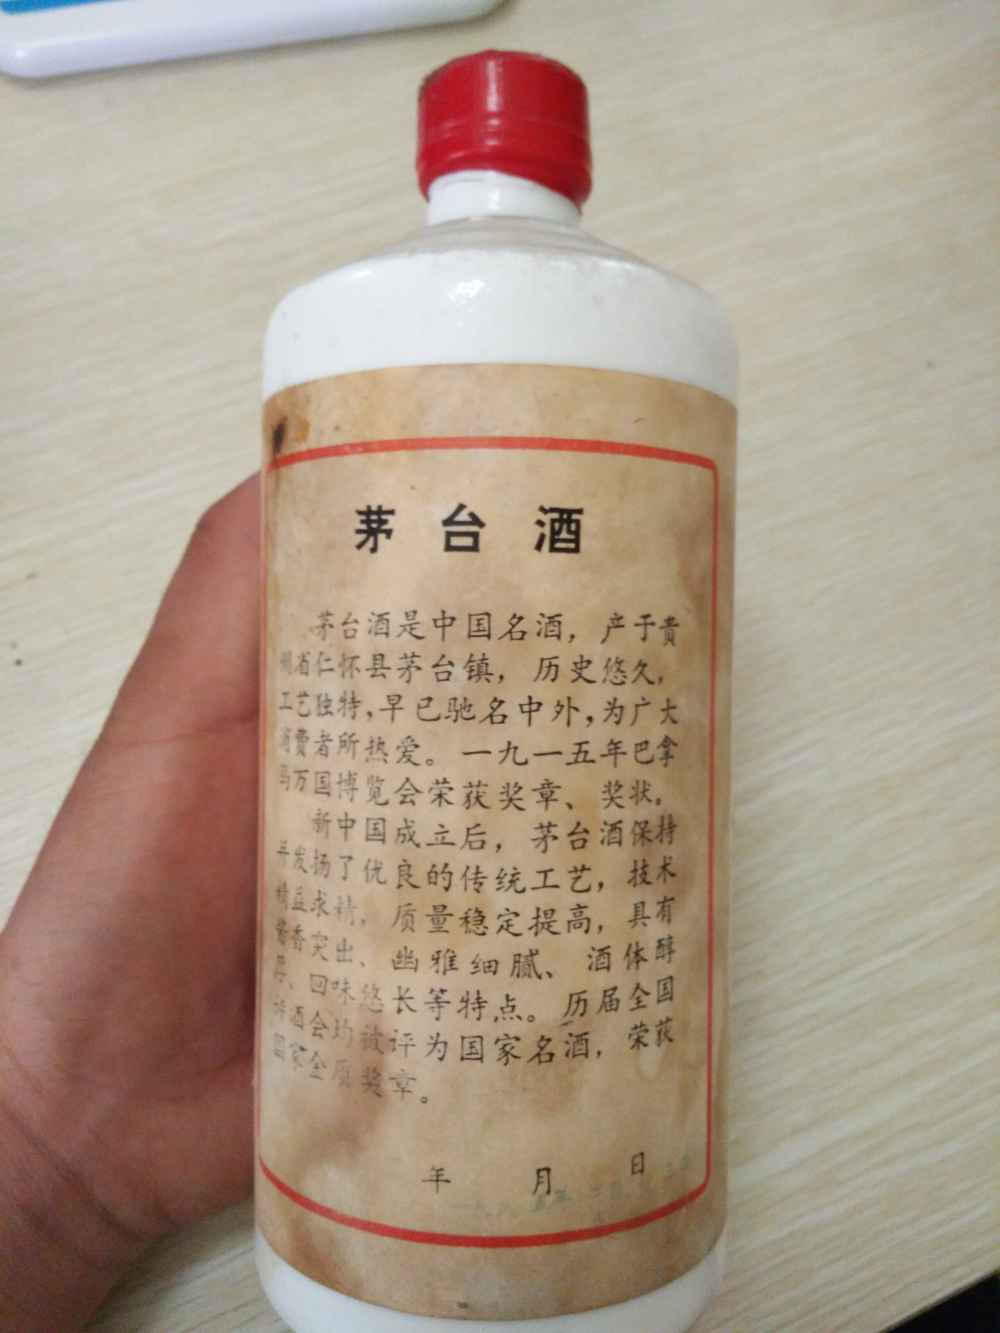 茅台酒
茅台酒是中国名酒，产于贵
州省仁怀县茅台镇，历史悠久，
工艺独特，早已驰名中外，为广大
消费者所热爱。一九一五年巴拿
马万国博览会荣获奖章、奖状。
新中国成立后，茅台酒保持
并发扬了优良的传统工艺，技术
精益求精，质量稳定提高，具有
酱香突出、幽雅细腻、酒体醇
厚、回味悠长等特点。历届全国
评酒会均被评为国家名酒，荣获
国家金质奖章。
年 月 日